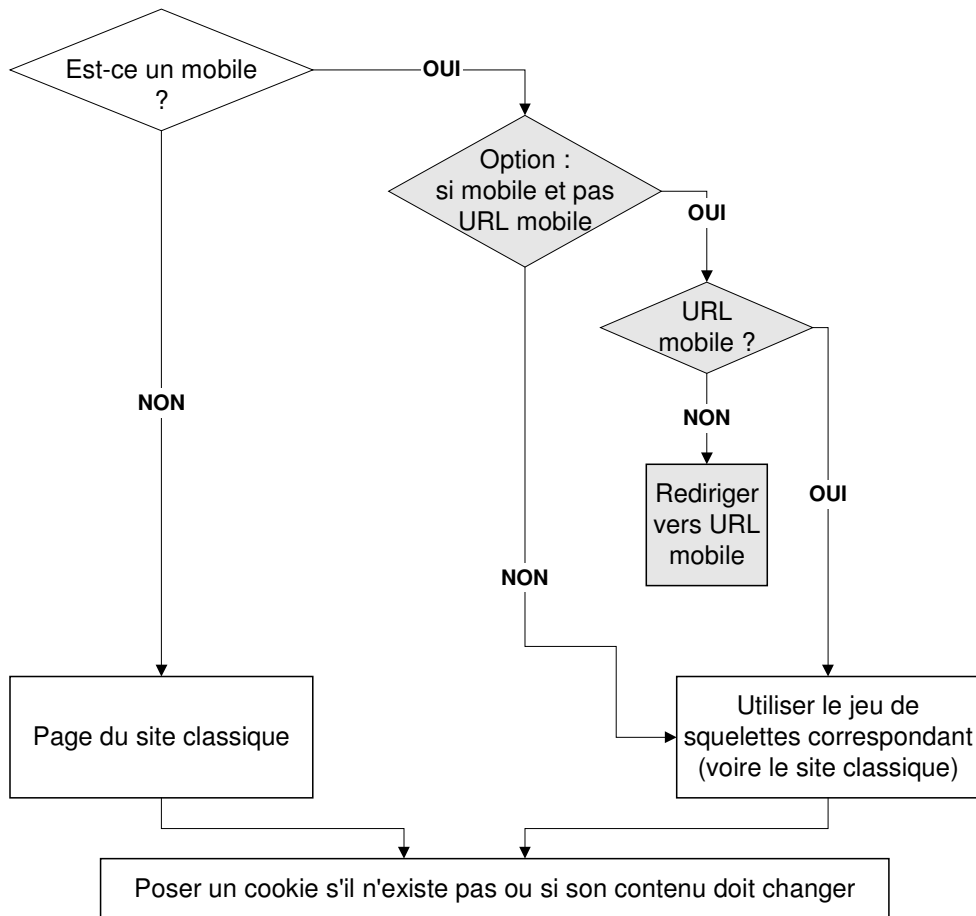 Est-ce un mobile
?
OUI
Option :
si mobile et pas
URL mobile
OUI
URL
mobile ?
NON
NON
Rediriger
vers URL
mobile
OUI
NON
Page du site classique
Utiliser le jeu de
squelettes correspondant
(voire le site classique)
Poser un cookie s'il n'existe pas ou si son contenu doit changer